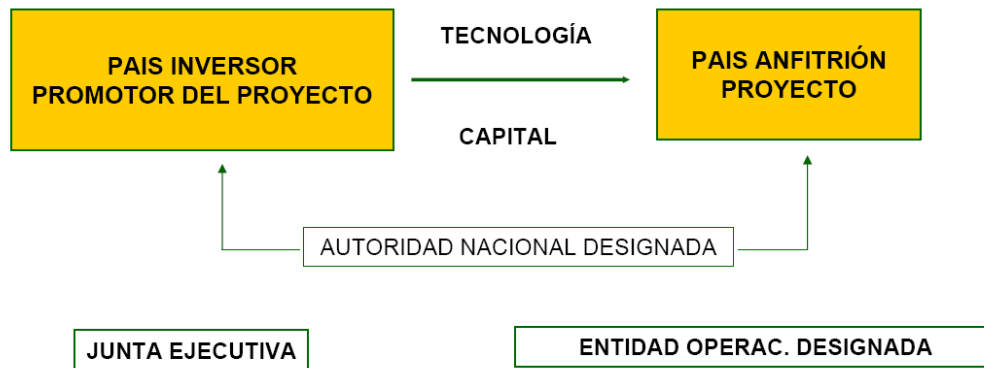 PAIS INVERSOR
PROMOTOR DEL PROYECTO
TECNOLOGÍA
CAPITAL
PAIS ANFITRIÓN
PROYECTO
AUTORIDAD NACIONAL DESIGNADA
JUNTA EJECUTIVA
ENTIDAD OPERAC. DESIGNADA